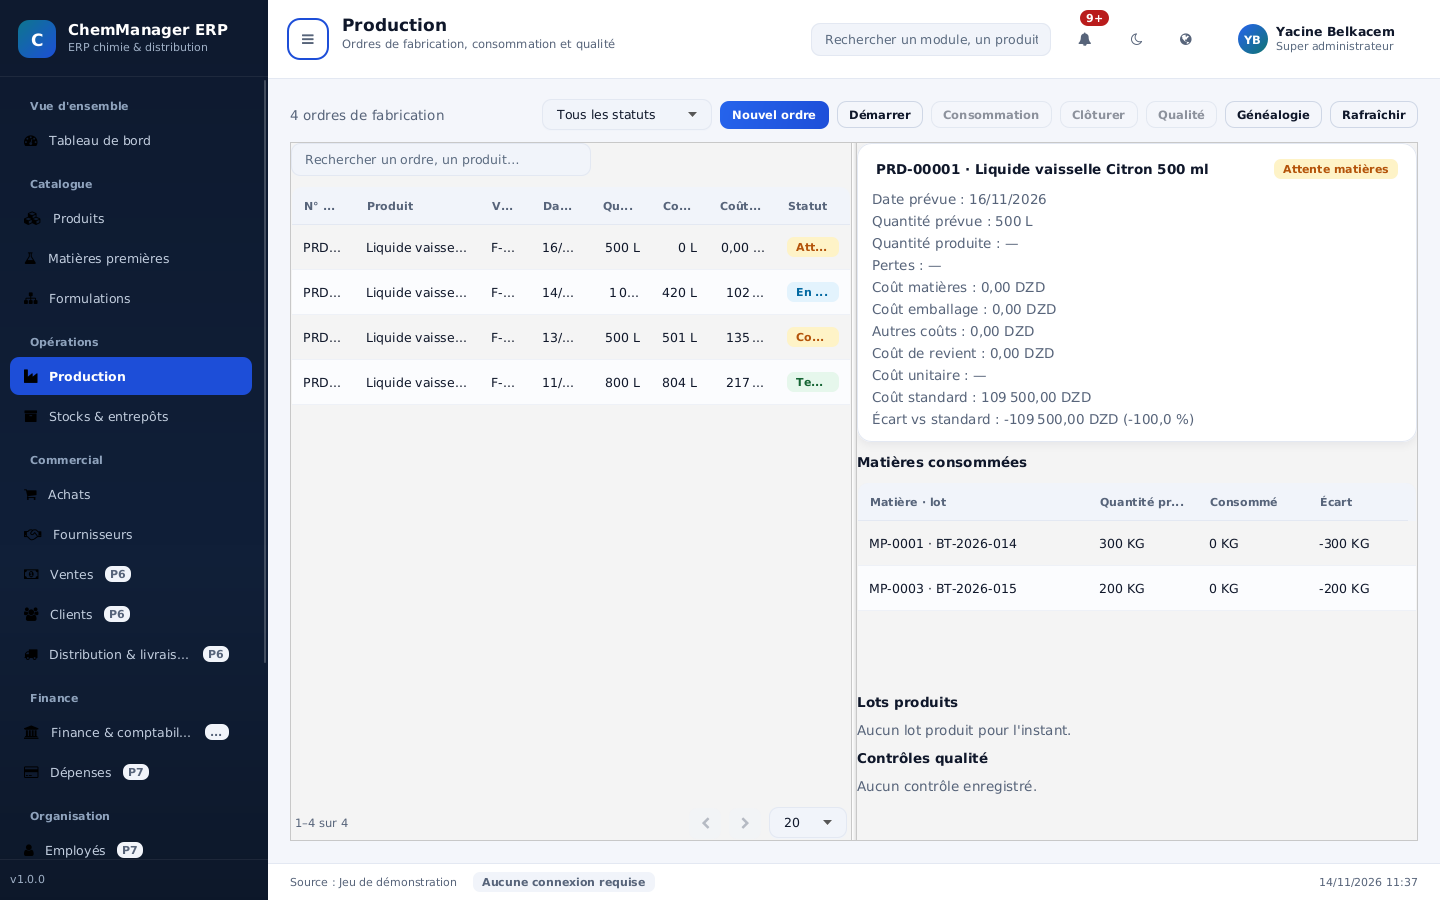 C
ChemManager ERP
ERP chimie & distribution
Vue d'ensemble
Tableau de bord
Catalogue
Produits
Matières premières
Formulations
Opérations
Production
Stocks & entrepôts
Commercial
Achats
Fournisseurs
Ventes P6
Clients P6
Distribution & livrais... P6
Finance
Finance & comptabil... ...
Dépenses P7
Organisation
Employés P7
v1.0.0
Production
Ordres de fabrication, consommation et qualité
Rechercher un module, un produit
9+
YB
Yacine Belkacem
Super administrateur
4 ordres de fabrication
Tous les statuts
Nouvel ordre
Démarrer
Consommation
Clôturer
Qualité
Généalogie
Rafraîchir
Rechercher un ordre, un produit...
N° ... Produit V... Da... Qu... Co... Coût... Statut
PRD... Liquide vaisse... F-... 16/... 500 L 0 L 0,00 ... Att...
PRD... Liquide vaisse... F-... 14/... 1 0... 420 L 102 ... En ...
PRD... Liquide vaisse... F-... 13/... 500 L 501 L 135 ... Co...
PRD... Liquide vaisse... F-... 11/... 800 L 804 L 217 ... Te...
1–4 sur 4
20
PRD-00001 · Liquide vaisselle Citron 500 ml
Attente matières
Date prévue : 16/11/2026
Quantité prévue : 500 L
Quantité produite : —
Pertes : —
Coût matières : 0,00 DZD
Coût emballage : 0,00 DZD
Autres coûts : 0,00 DZD
Coût de revient : 0,00 DZD
Coût unitaire : —
Coût standard : 109 500,00 DZD
Écart vs standard : -109 500,00 DZD (-100,0 %)
Matières consommées
Matière · lot Quantité pr... Consommé Écart
MP-0001 · BT-2026-014 300 KG 0 KG -300 KG
MP-0003 · BT-2026-015 200 KG 0 KG -200 KG
Lots produits
Aucun lot produit pour l'instant.
Contrôles qualité
Aucun contrôle enregistré.
Source : Jeu de démonstration
Aucune connexion requise
14/11/2026 11:37